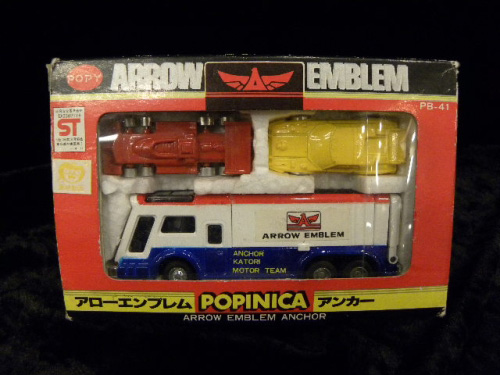 POPY
ARROW A EMBLEM
PB-41
ST
ARROW EMBLEM
ANCHOR
KATORI
MOTOR TEAM
アローエンブレム POPINICA アンカー
ARROW EMBLEM ANCHOR